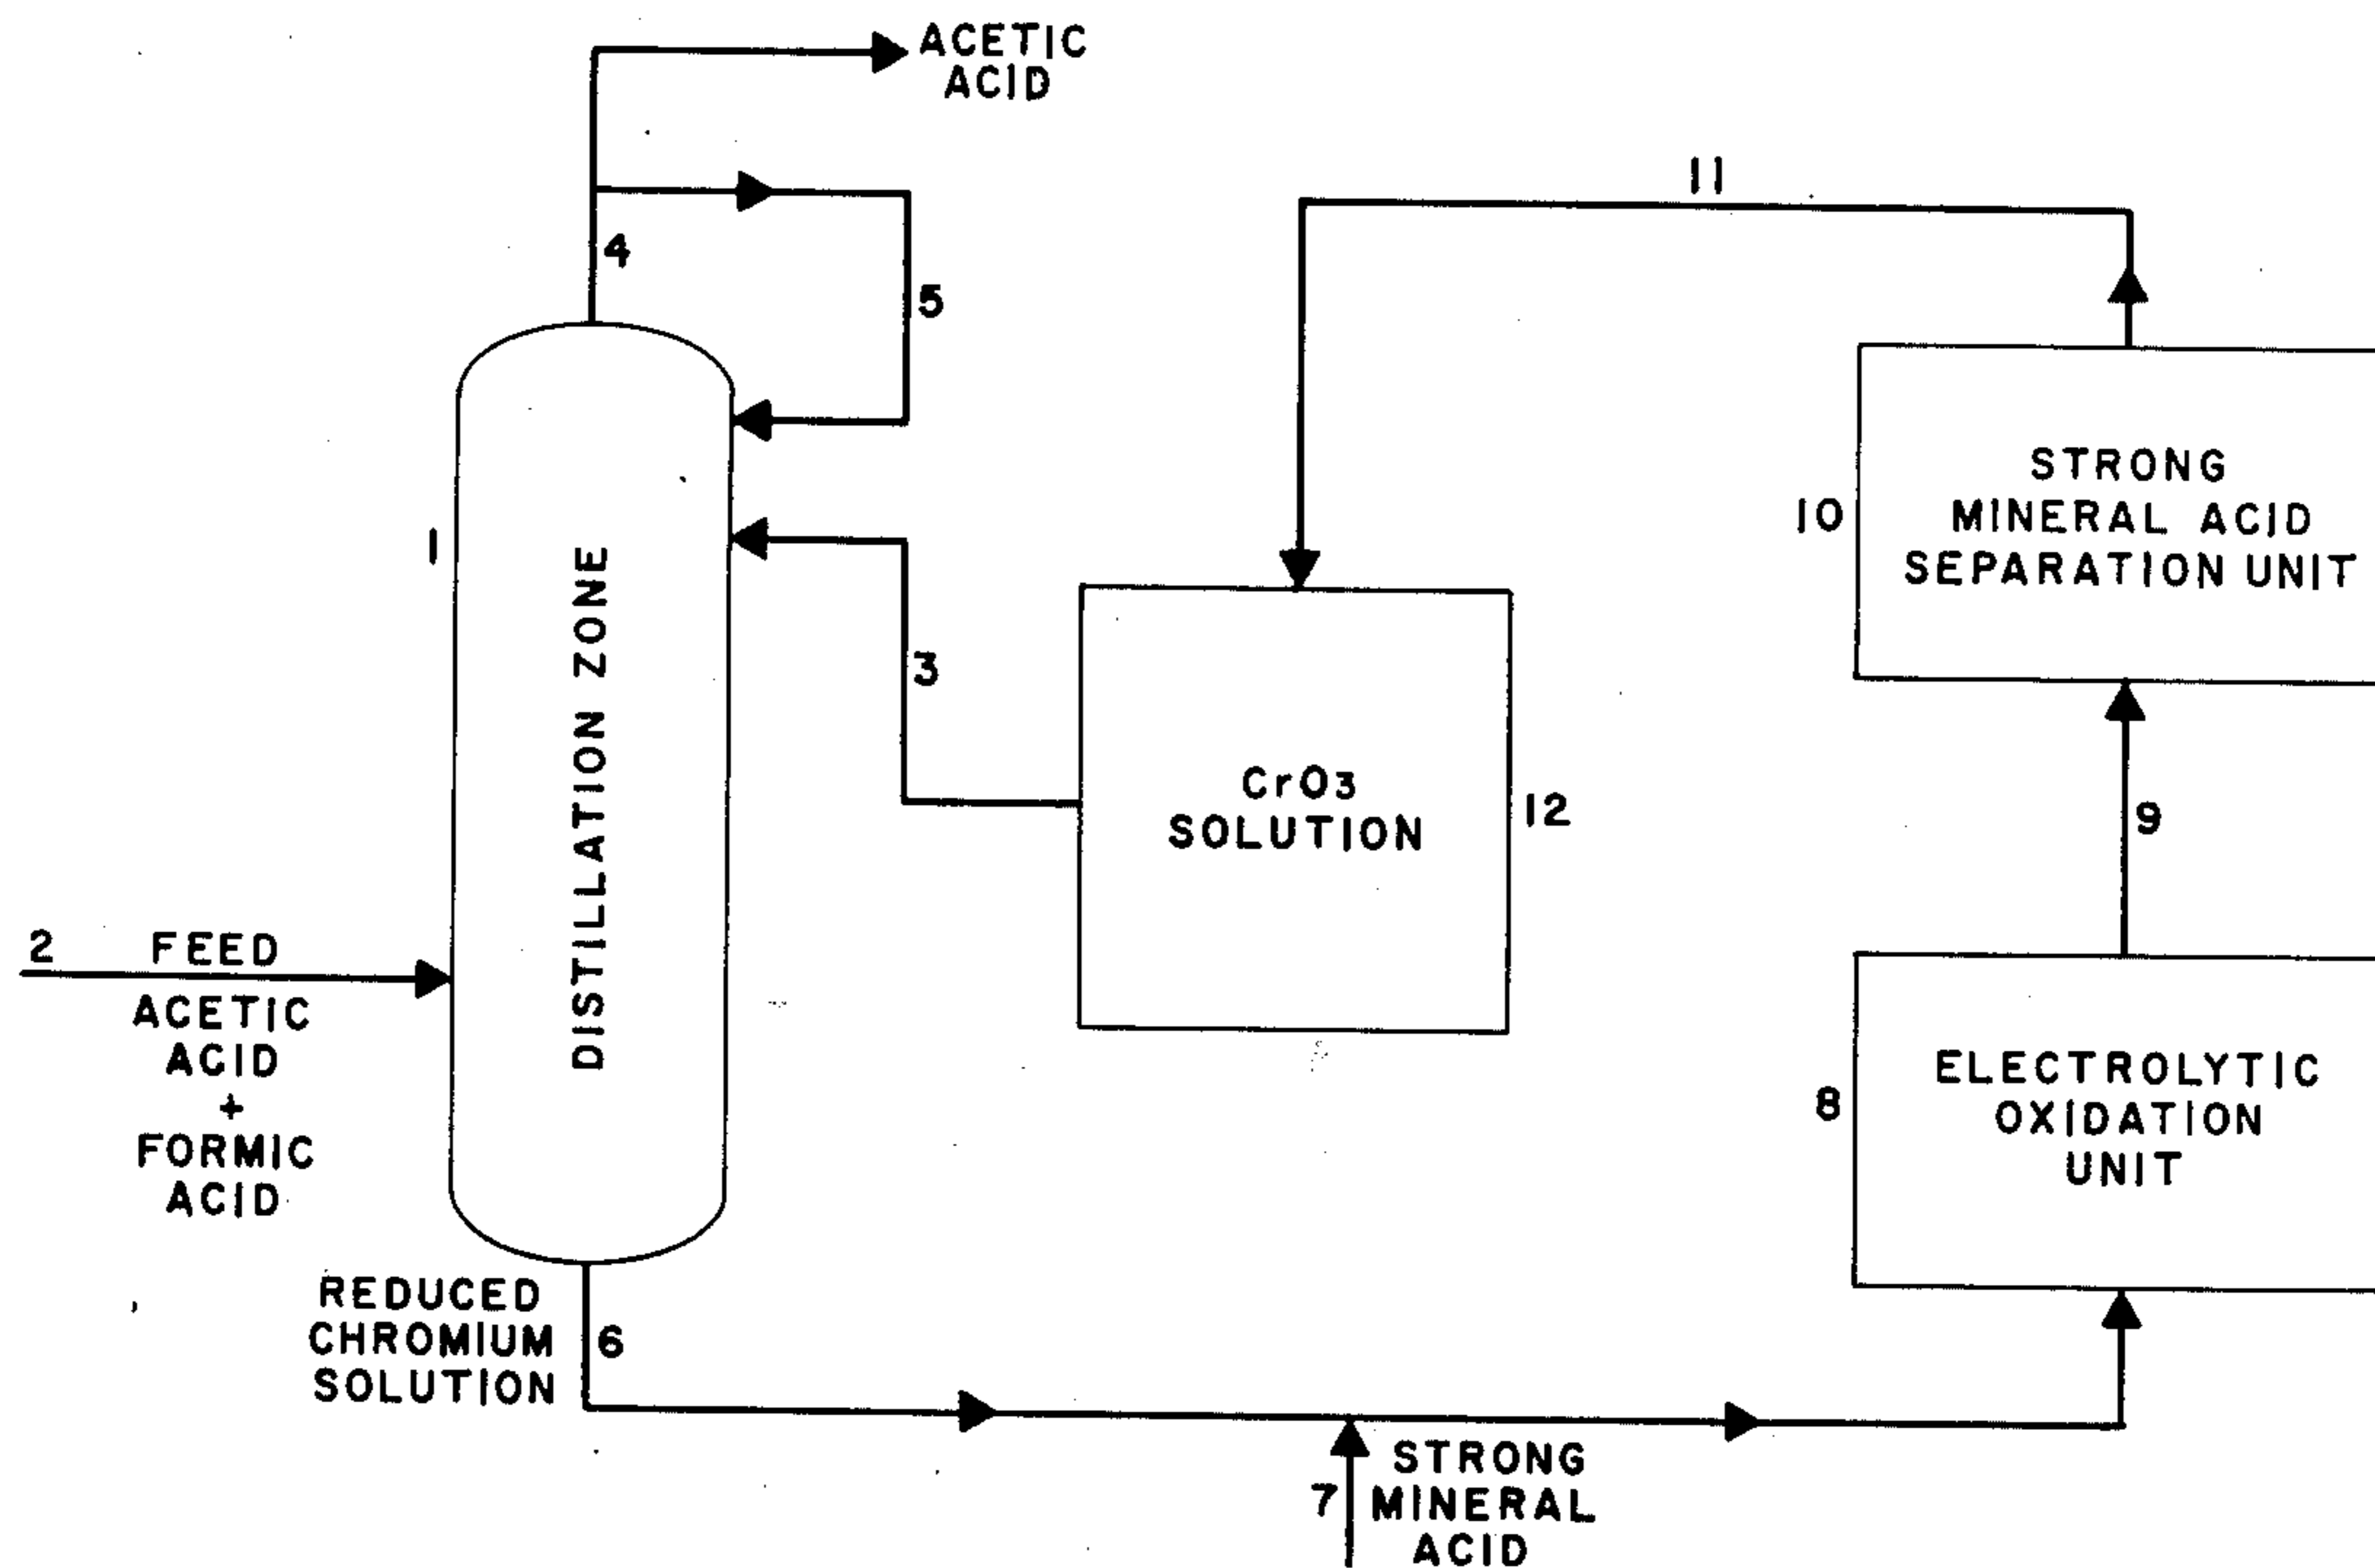 ACETIC
ACID
11
4
5
STRONG
MINERAL ACID
SEPARATION UNIT
10
1
DISTILLATION ZONE
3
CrO3
SOLUTION
12
9
2
FEED
ACETIC
ACID
+
FORMIC
ACID
ELECTROLYTIC
OXIDATION
UNIT
8
REDUCED
CHROMIUM
SOLUTION
6
7
STRONG
MINERAL
ACID